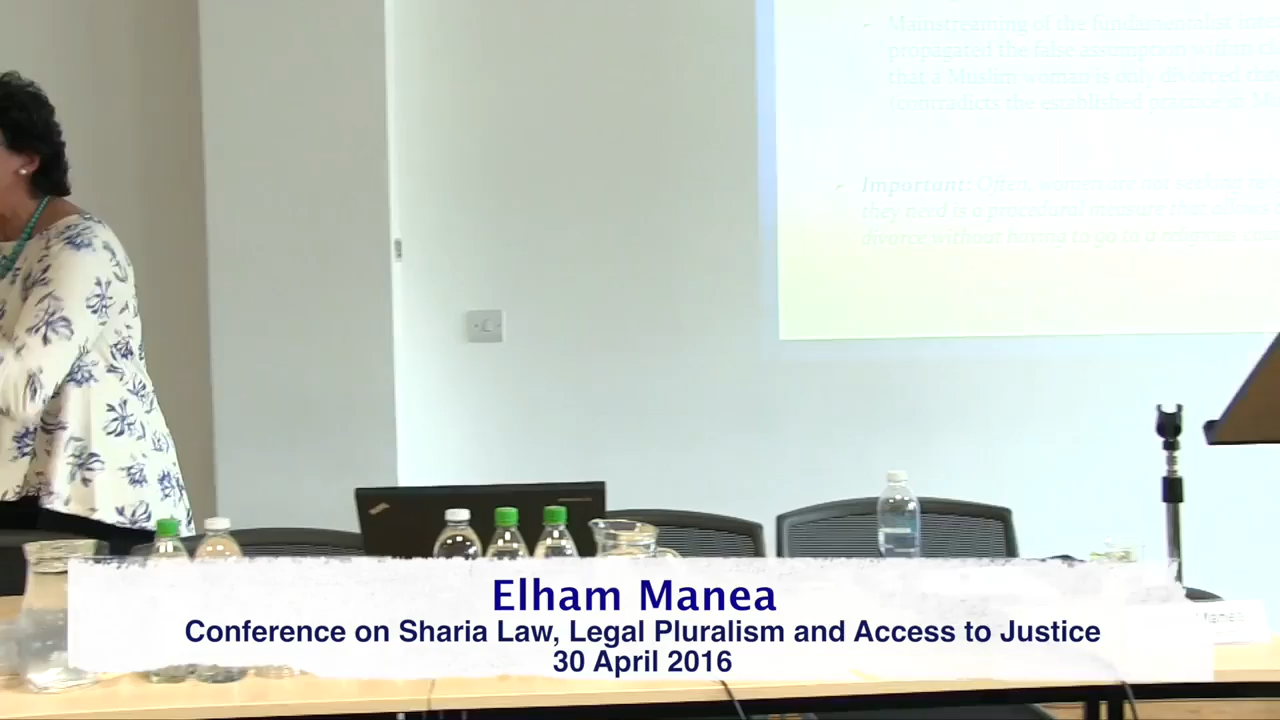 - Mainstreaming of the fundamentalist inter
propagated the false assumption within
that a Muslim woman is only divorced
(contradicts the established practice in
- Important: Often, women are not seeking
they need is a procedural measure that allows
divorce without having to go to a religious
Elham Manea
Conference on Sharia Law, Legal Pluralism and Access to Justice
30 April 2016
Manea